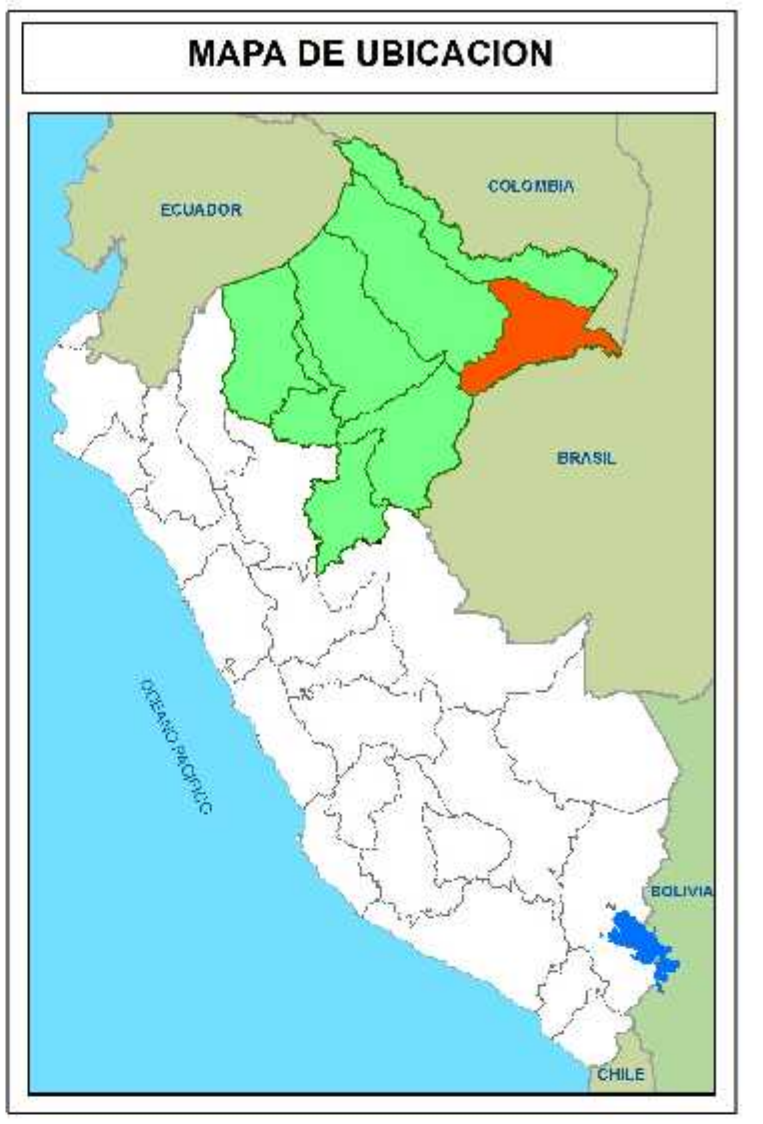 MAPA DE UBICACION
COLOMBIA
ECUADOR
BRASIL
OCEANO PACIFICO
BOLIVIA
CHILE